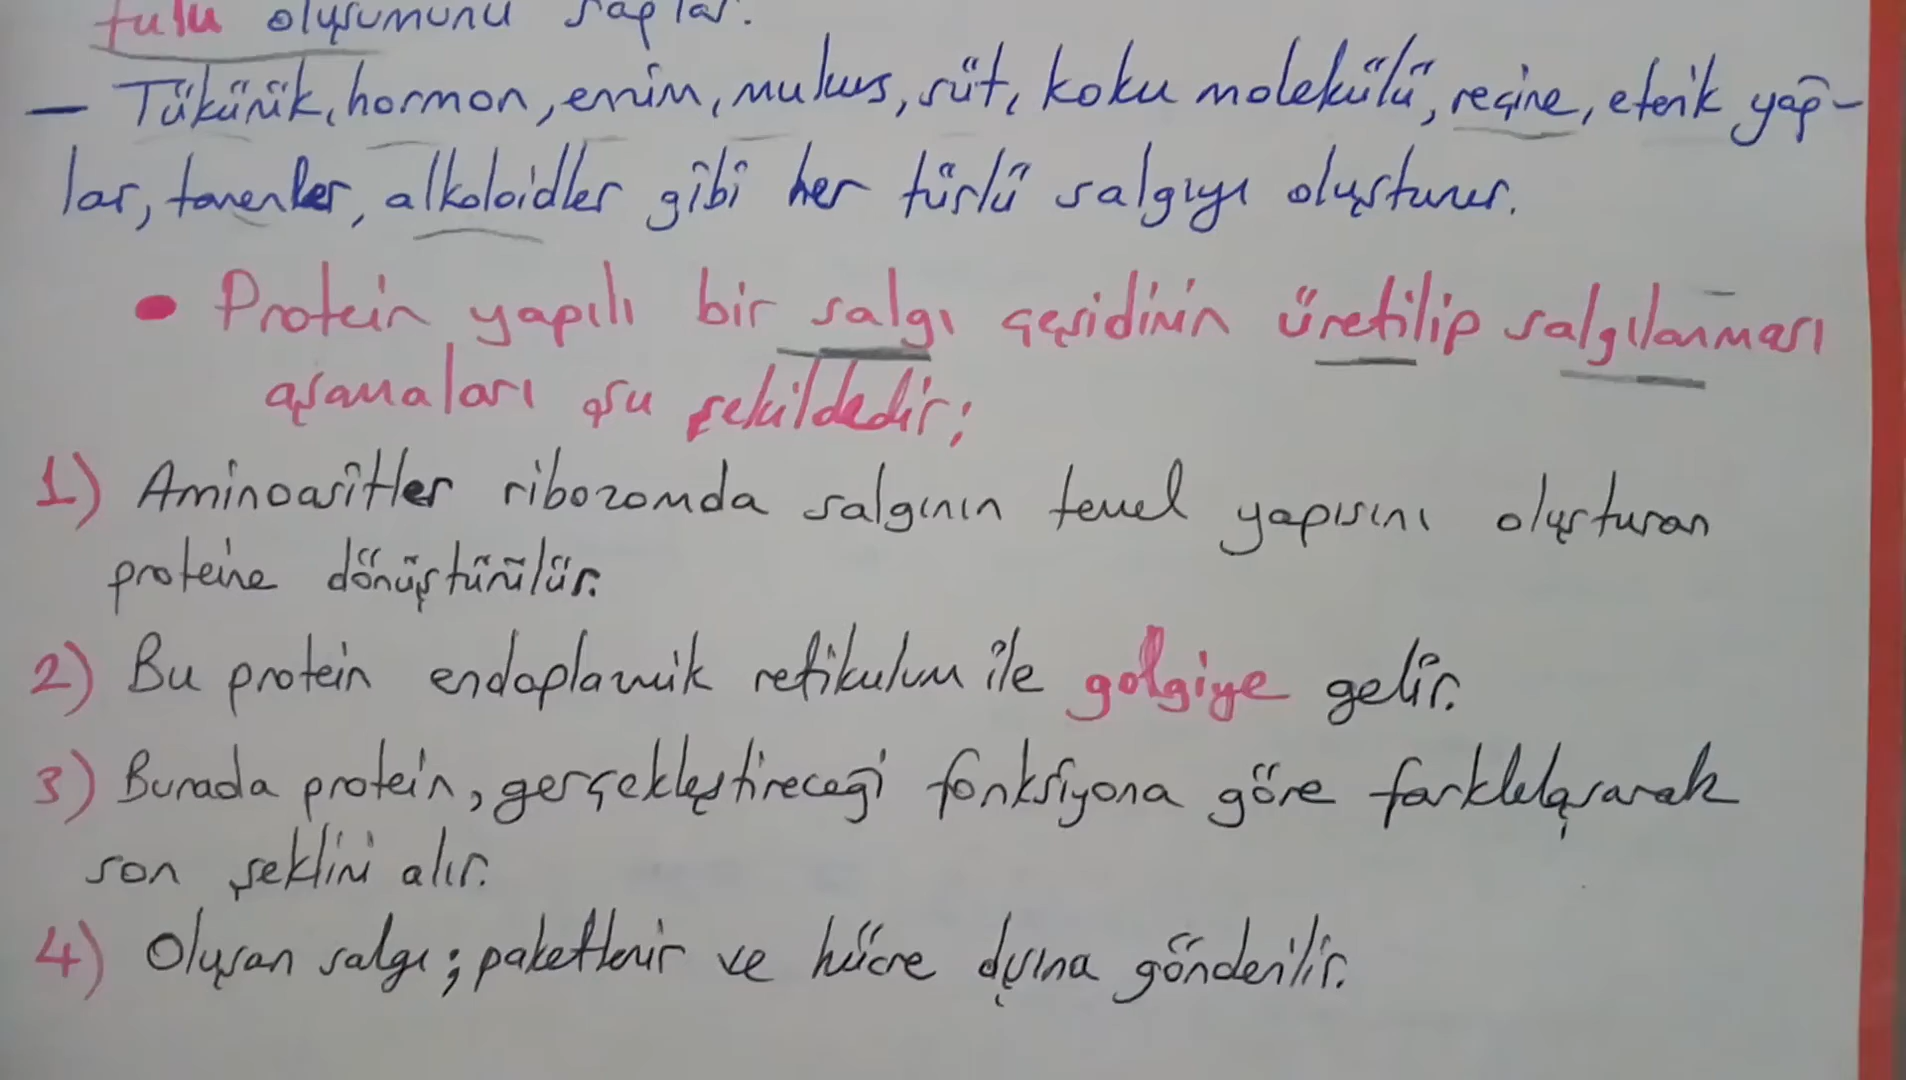 oluşumunu sağlar.
– Tükürük, hormon, enzim, mukus, süt, koku molekülü, reçine, eterik yapı-
lar, tanenler, alkoloidler gibi her türlü salgıyı oluşturur.
• Protein yapılı bir salgı çeşidinin üretilip salgılanması
aşamaları şu şekildedir;
1) Aminoasitler ribozomda salgının temel yapısını oluşturan
proteine dönüştürülür.
2) Bu protein endoplazmik retikulum ile golgiye gelir.
3) Burada protein, gerçekleştireceği fonksiyona göre farklılaşarak
son şeklini alır.
4) Oluşan salgı; paketlenir ve hücre dışına gönderilir.